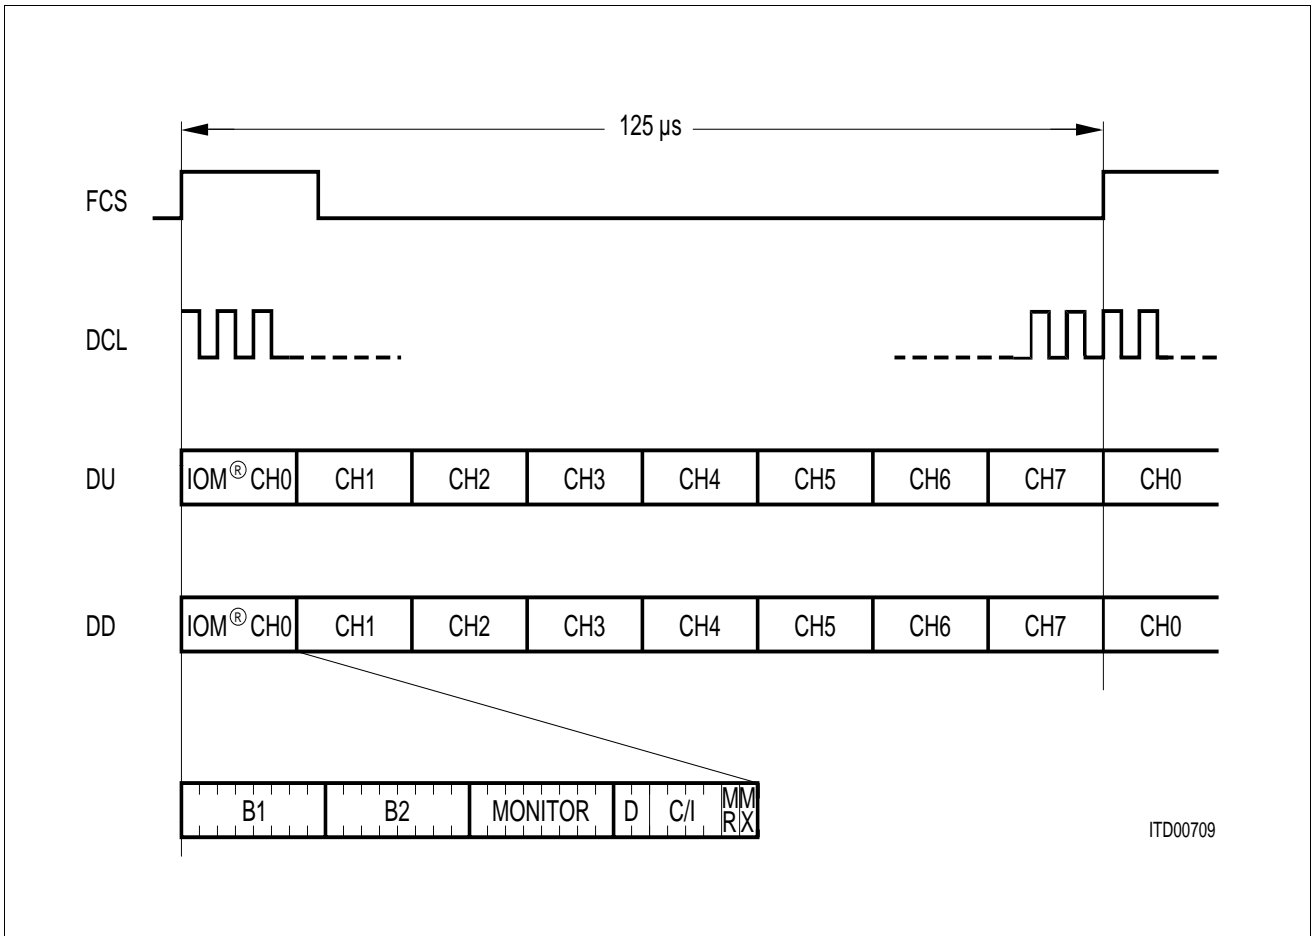 125 µs
FCS
DCL
DU IOM® CH0 CH1 CH2 CH3 CH4 CH5 CH6 CH7 CH0
DD IOM® CH0 CH1 CH2 CH3 CH4 CH5 CH6 CH7 CH0
B1 B2 MONITOR D C/I MR MX
ITD00709